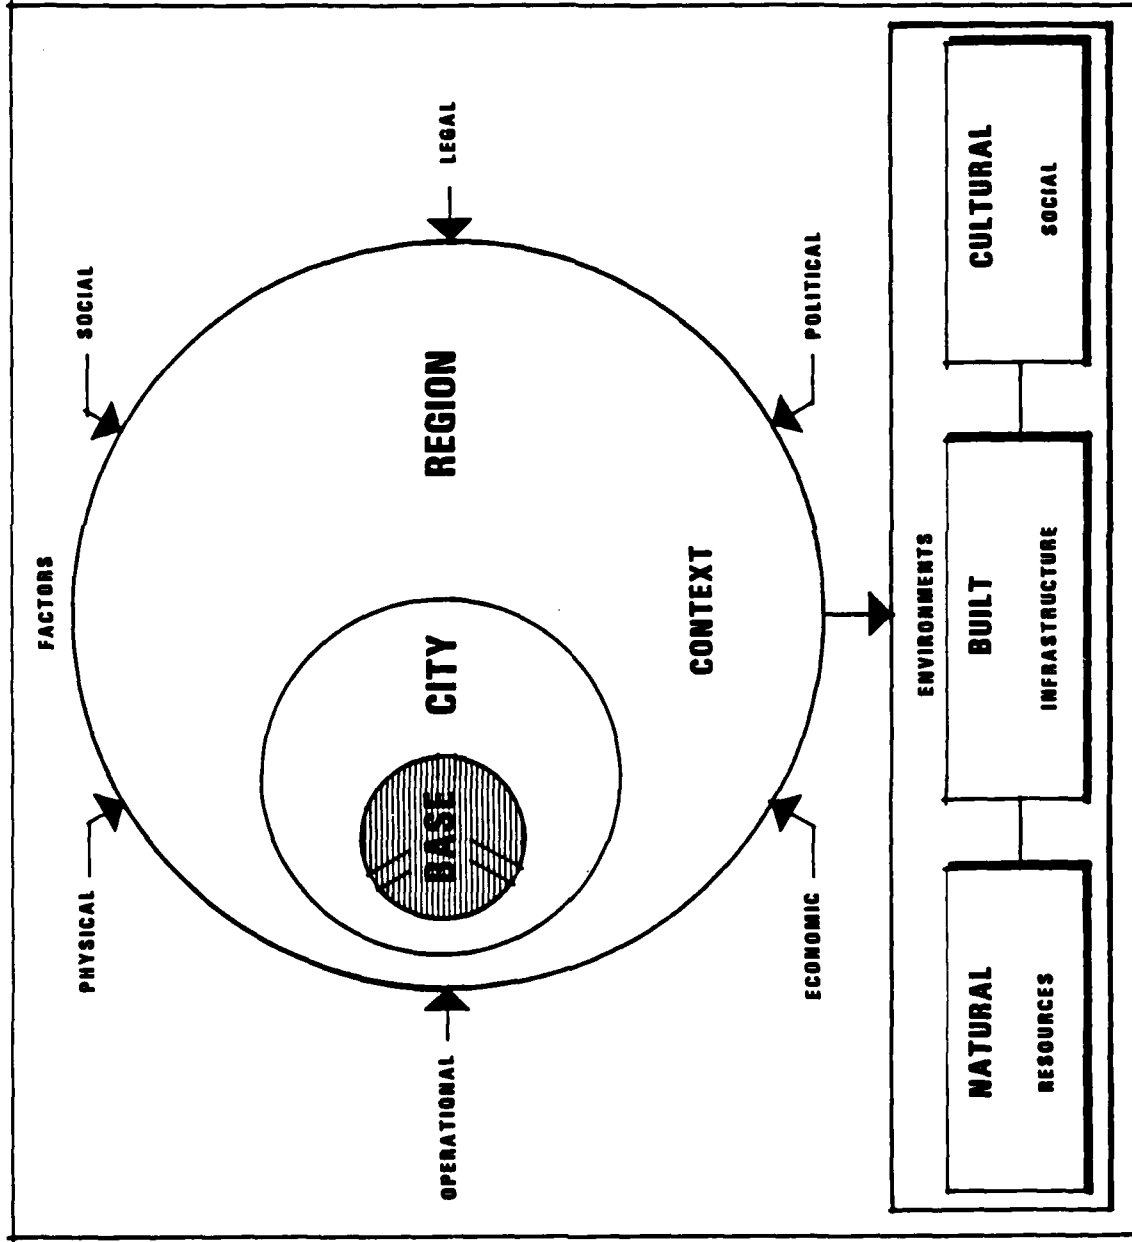 FACTORS
PHYSICAL
SOCIAL
OPERATIONAL
BASE
CITY
REGION
LEGAL
CONTEXT
ECONOMIC
POLITICAL
ENVIRONMENTS
NATURAL
RESOURCES
BUILT
INFRASTRUCTURE
CULTURAL
SOCIAL